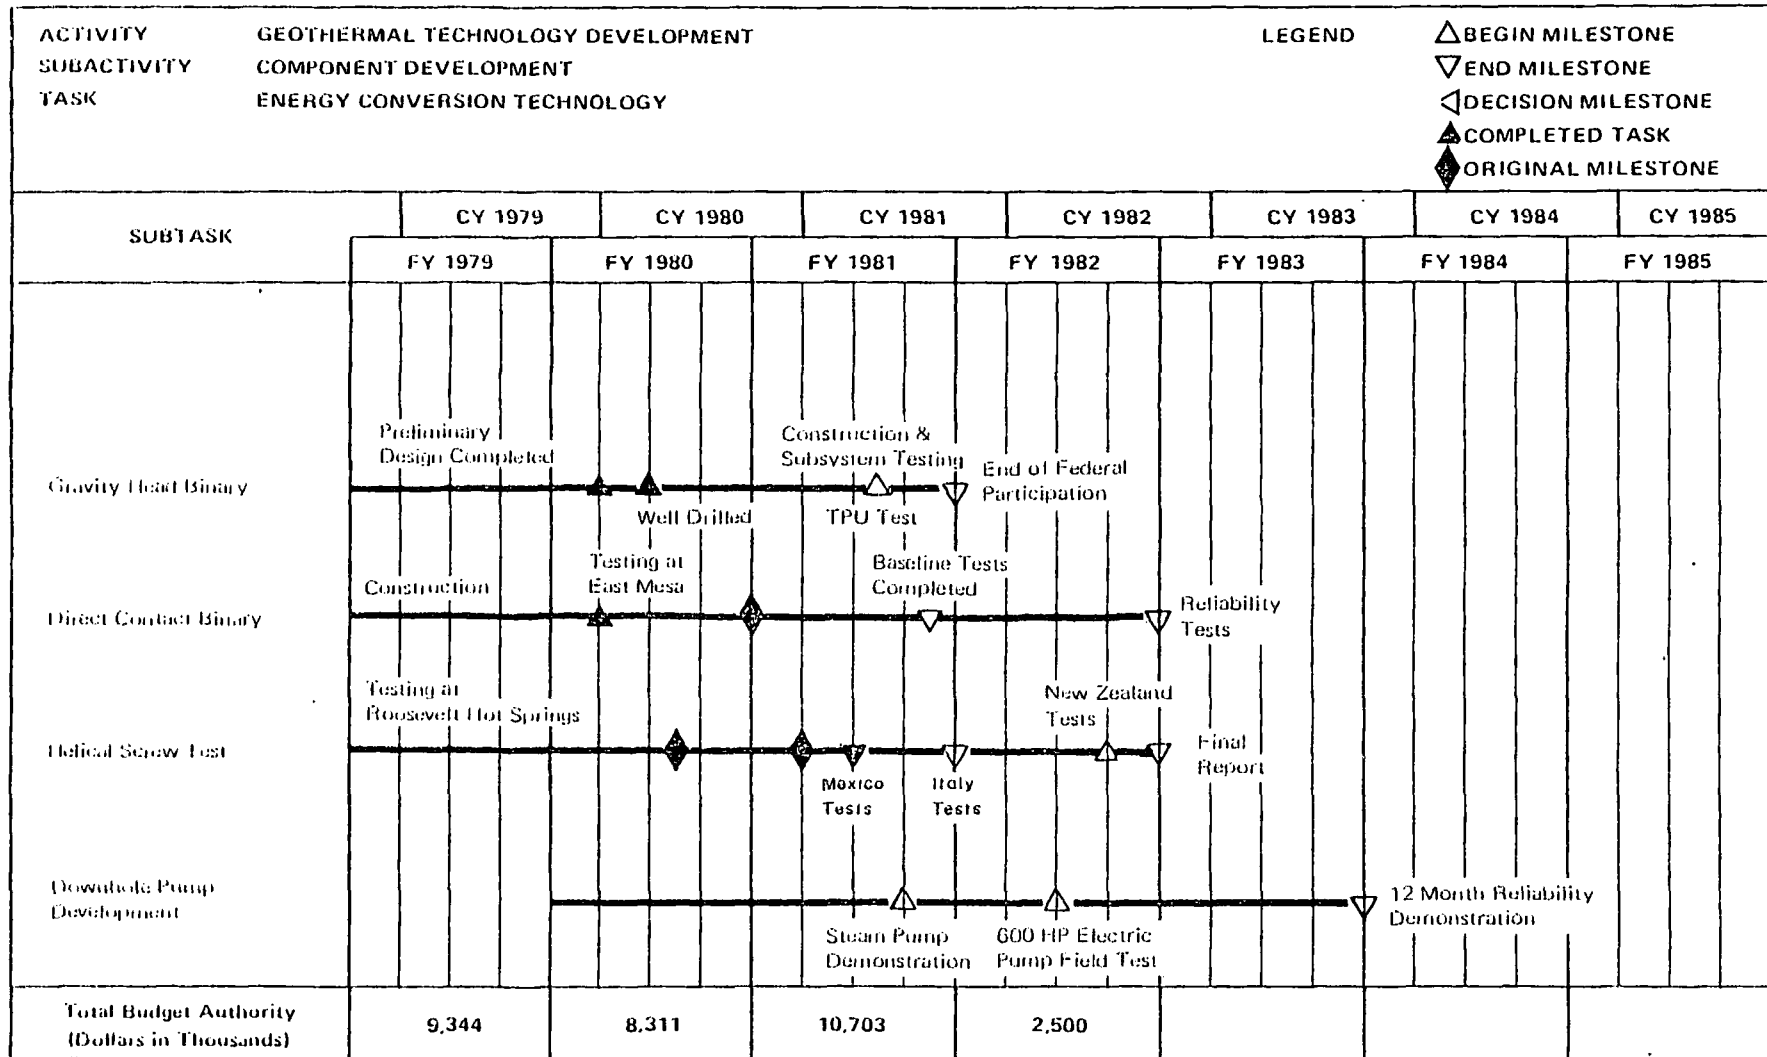 ACTIVITY GEOTHERMAL TECHNOLOGY DEVELOPMENT
SUBACTIVITY COMPONENT DEVELOPMENT
TASK ENERGY CONVERSION TECHNOLOGY
LEGEND
BEGIN MILESTONE
END MILESTONE
DECISION MILESTONE
COMPLETED TASK
ORIGINAL MILESTONE
SUBTASK
CY 1979 CY 1980 CY 1981 CY 1982 CY 1983 CY 1984 CY 1985
FY 1979 FY 1980 FY 1981 FY 1982 FY 1983 FY 1984 FY 1985
Gravity Head Binary
Preliminary
Design Completed
Well Drilled
Construction &
Subsystem Testing
TPU Test
End of Federal
Participation
Direct Contact Binary
Construction
Testing at
East Mesa
Baseline Tests
Completed
Reliability
Tests
Helical Screw Test
Testing at
Roosevelt Hot Springs
Mexico
Tests
Italy
Tests
New Zealand
Tests
Final
Report
Downhole Pump
Development
Steam Pump
Demonstration
600 HP Electric
Pump Field Test
12 Month Reliability
Demonstration
Total Budget Authority
(Dollars in Thousands)
9,344 8,311 10,703 2,500